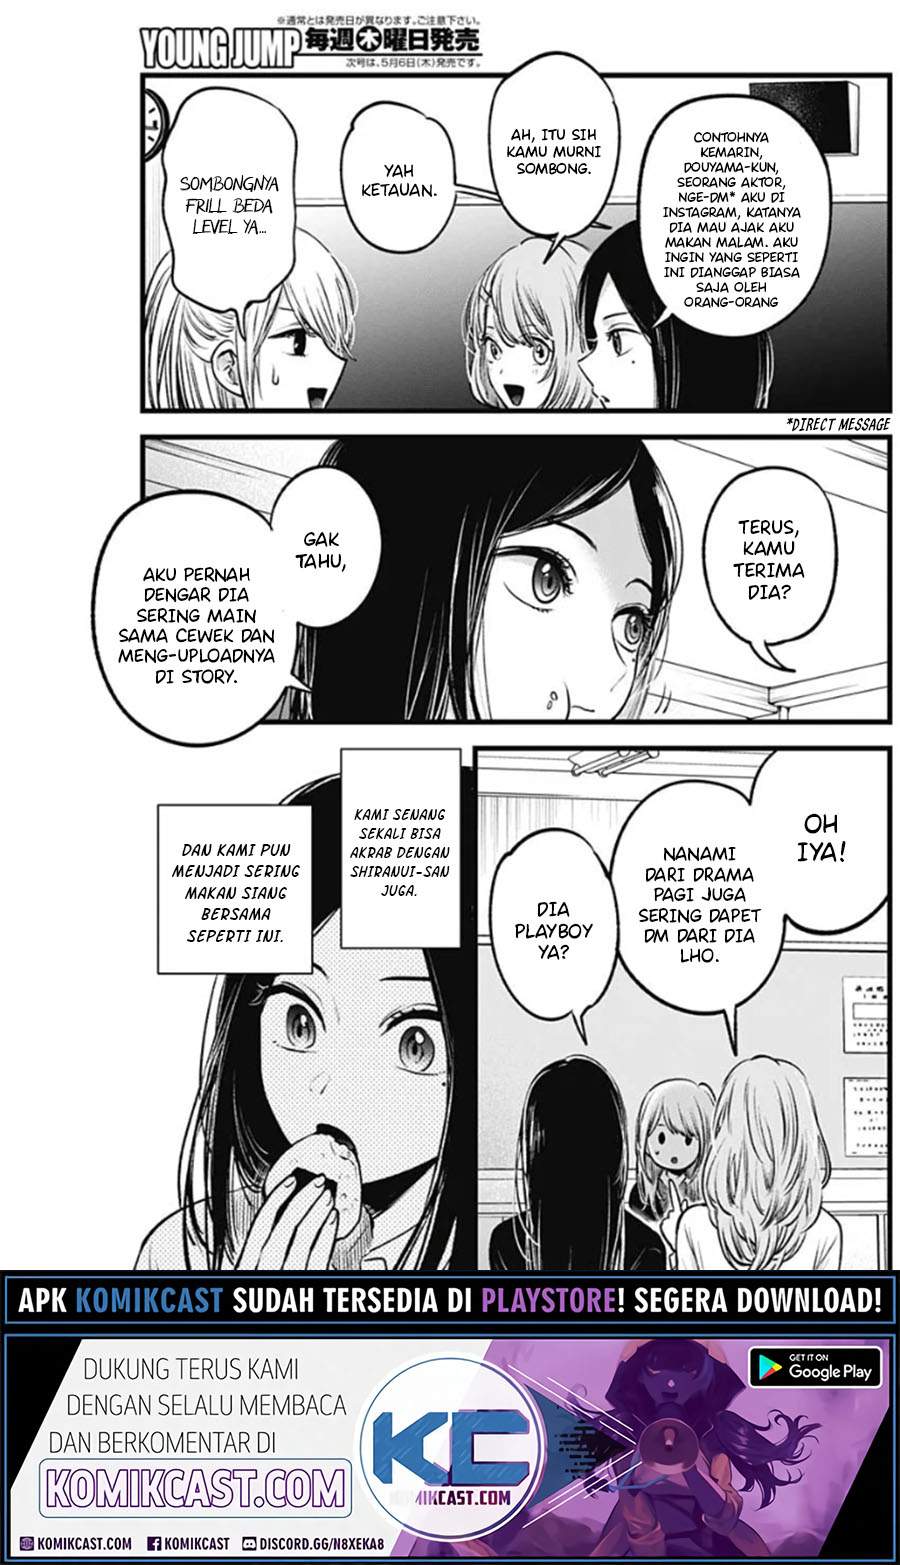 ※通常とは発売日が異なります。ご注意下さい。
YOUNG JUMP 毎週木曜日発売
次号は、5月6日(木)発売です。
CONTOHNYA
KEMARIN,
DOUYAMA-KUN,
SEORANG AKTOR,
NGE-DM* AKU DI
INSTAGRAM, KATANYA
DIA MAU AJAK AKU
MAKAN MALAM. AKU
INGIN YANG SEPERTI
INI DIANGGAP BIASA
SAJA OLEH
ORANG-ORANG
AH, ITU SIH
KAMU MURNI
SOMBONG.
YAH
KETAUAN.
SOMBONGNYA
FRILL BEDA
LEVEL YA...
*DIRECT MESSAGE
TERUS,
KAMU
TERIMA
DIA?
GAK
TAHU,
AKU PERNAH
DENGAR DIA
SERING MAIN
SAMA CEWEK DAN
MENG-UPLOADNYA
DI STORY.
OH
IYA!
NANAMI
DARI DRAMA
PAGI JUGA
SERING DAPET
DM DARI DIA
LHO.
DIA
PLAYBOY
YA?
KAMI SENANG
SEKALI BISA
AKRAB DENGAN
SHIRANUI-SAN
JUGA.
DAN KAMI PUN
MENJADI SERING
MAKAN SIANG
BERSAMA
SEPERTI INI.
APK KOMIKCAST SUDAH TERSEDIA DI PLAYSTORE! SEGERA DOWNLOAD!
DUKUNG TERUS KAMI
DENGAN SELALU MEMBACA
DAN BERKOMENTAR DI
KOMIKCAST.COM
KOMIKCAST.COM KOMIKCAST DISCORD.GG/N8XEKA8
KC
KOMIKCAST.COM
GET IT ON
Google Play